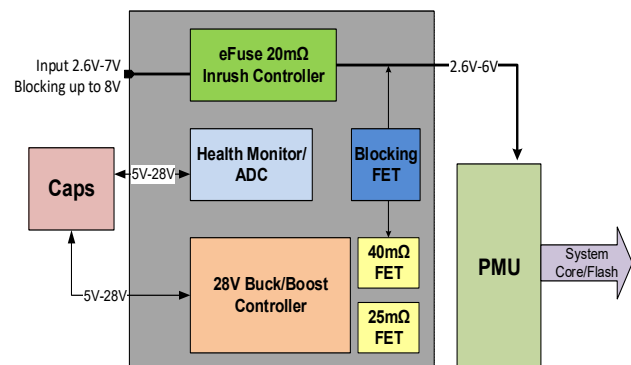 eFuse 20mΩ
Inrush Controller
Input 2.6V-7V
Blocking up to 8V
2.6V-6V
Health Monitor/
ADC
Blocking
FET
5V-28V
Caps
PMU
System
Core/Flash
40mΩ
FET
28V Buck/Boost
Controller
5V-28V
25mΩ
FET